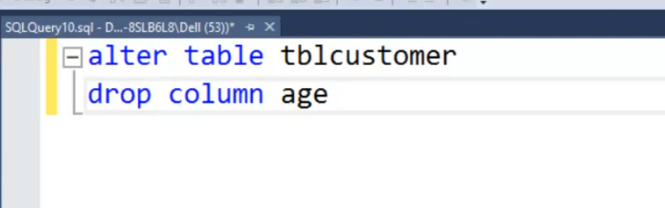 SQLQuery10.sql - D...-8SLB6L8\Dell (53))*
alter table tblcustomer
drop column age